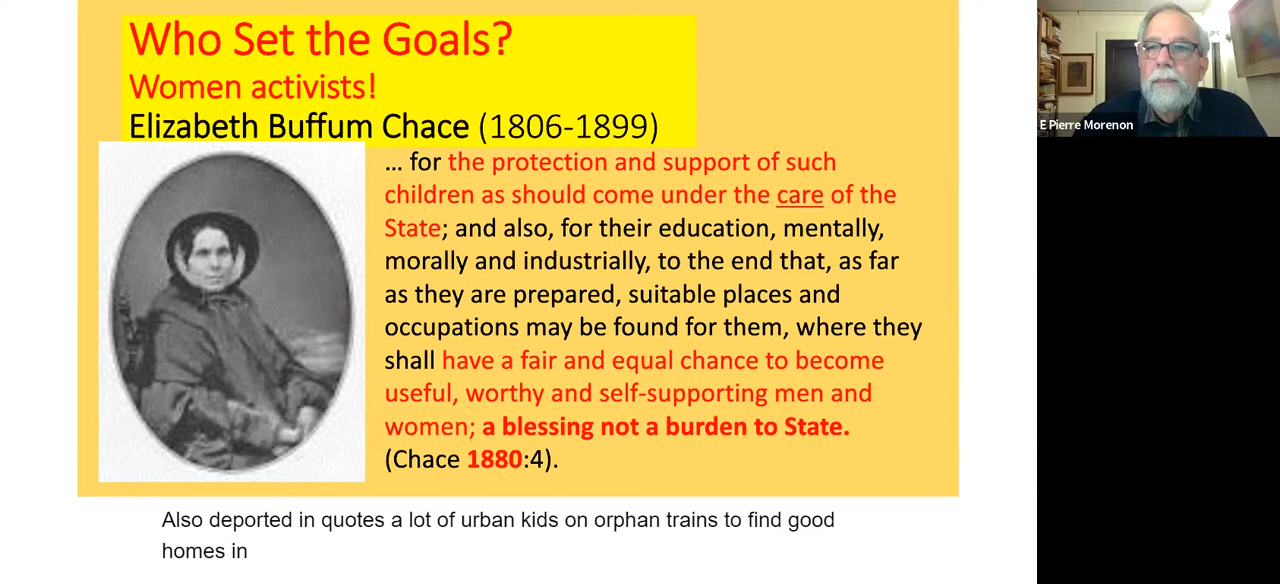 Who Set the Goals?
Women activists!
Elizabeth Buffum Chace (1806-1899)
... for the protection and support of such
children as should come under the care of the
State; and also, for their education, mentally,
morally and industrially, to the end that, as far
as they are prepared, suitable places and
occupations may be found for them, where they
shall have a fair and equal chance to become
useful, worthy and self-supporting men and
women; a blessing not a burden to State.
(Chace 1880:4).
E Pierre Morenon
Also deported in quotes a lot of urban kids on orphan trains to find good
homes in